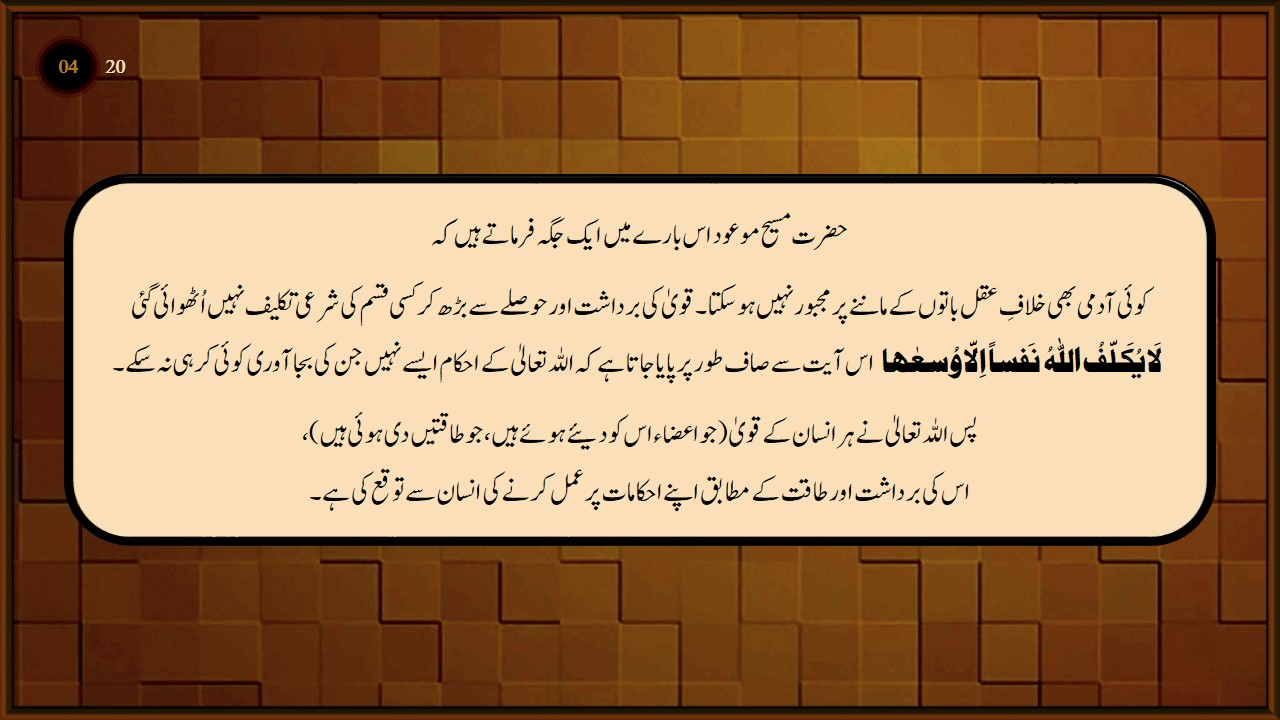 04 20
حضرت مسیح موعود اس بارے میں ایک جگہ فرماتے ہیں کہ
کوئی آدمی بھی خلافِ عقل باتوں کے ماننے پر مجبور نہیں ہو سکتا۔ قویٰ کی برداشت اور حوصلے سے بڑھ کر کسی قسم کی شرعی تکلیف نہیں اُٹھوائی گئی
لَا یُکَلّفُ اللّٰہُ نَفساً اِلّا وُسعٰھا اس آیت سے صاف طور پر پایا جاتا ہے کہ اللہ تعالیٰ کے احکام ایسے نہیں جن کی بجا آوری کوئی کر ہی نہ سکے۔
پس اللہ تعالیٰ نے ہر انسان کے قویٰ (جو اعضاء اس کو دیئے ہوئے ہیں، جو طاقتیں دی ہوئی ہیں)،
اس کی برداشت اور طاقت کے مطابق اپنے احکامات پر عمل کرنے کی انسان سے توقع کی ہے۔